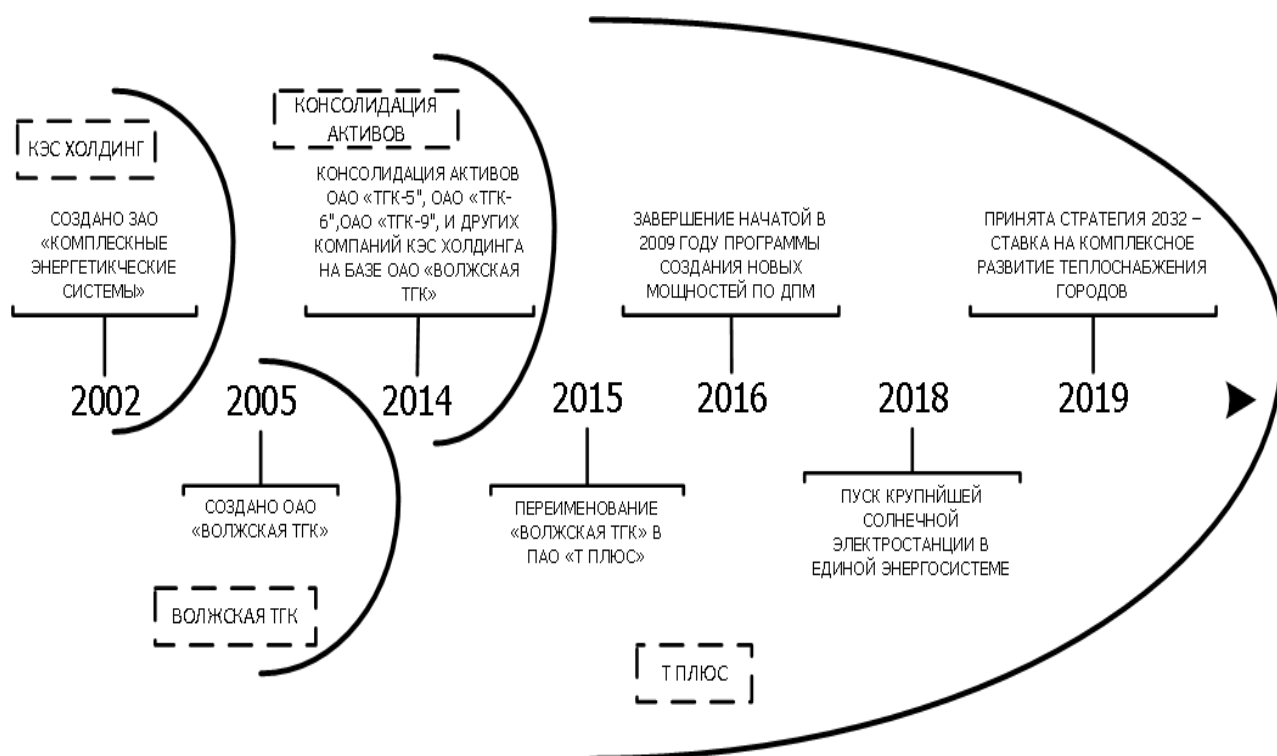 КЭС ХОЛДИНГ
СОЗДАНО ЗАО
«КОМПЛЕСКНЫЕ
ЭНЕРГЕТИКЧЕСКИЕ
СИСТЕМЫ»
2002
2005
СОЗДАНО ОАО
«ВОЛЖСКАЯ ТГК»
ВОЛЖСКАЯ ТГК
КОНСОЛИДАЦИЯ
АКТИВОВ
КОНСОЛИДАЦИЯ АКТИВОВ
ОАО «ТГК-5", ОАО «ТГК-
6",ОАО «ТГК-9", И ДРУГИХ
КОМПАНИЙ КЭС ХОЛДИНГА
НА БАЗЕ ОАО «ВОЛЖСКАЯ
ТГК»
2014
2015
ПЕРЕИМЕНОВАНИЕ
«ВОЛЖСКАЯ ТГК» В
ПАО «Т ПЛЮС»
ЗАВЕРШЕНИЕ НАЧАТОЙ В
2009 ГОДУ ПРОГРАММЫ
СОЗДАНИЯ НОВЫХ
МОЩНОСТЕЙ ПО ДПМ
2016
2018
ПУСК КРУПНЙШЕЙ
СОЛНЕЧНОЙ
ЭЛЕКТРОСТАНЦИИ В
ЕДИНОЙ ЭНЕРГОСИСТЕМЕ
ПРИНЯТА СТРАТЕГИЯ 2032 –
СТАВКА НА КОМПЛЕКСНОЕ
РАЗВИТИЕ ТЕПЛОСНАБЖЕНИЯ
ГОРОДОВ
2019
Т ПЛЮС